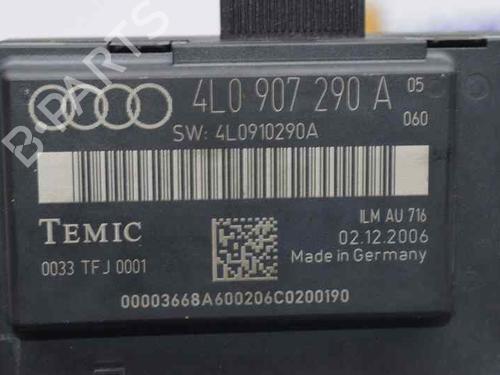 4L0 907 290 A 05
060
SW: 4L0910290A
TEMIC
ILM AU 716
02.12.2006
0033 TFJ 0001
Made in Germany
00003668A600206C0200190
B-PARTS